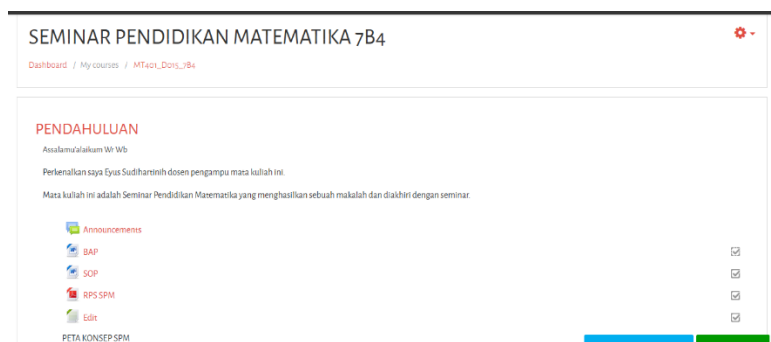 SEMINAR PENDIDIKAN MATEMATIKA 7B4
Dashboard / My courses / MT401_D015_7B4
PENDAHULUAN
Assalamu'alaikum Wr Wb
Perkenalkan saya Eyus Sudihartinih dosen pengampu mata kuliah ini.
Mata kuliah ini adalah Seminar Pendidikan Matematika yang menghasilkan sebuah makalah dan diakhiri dengan seminar.
Announcements
BAP
SOP
RPS SPM
Edit
PETA KONSEP SPM